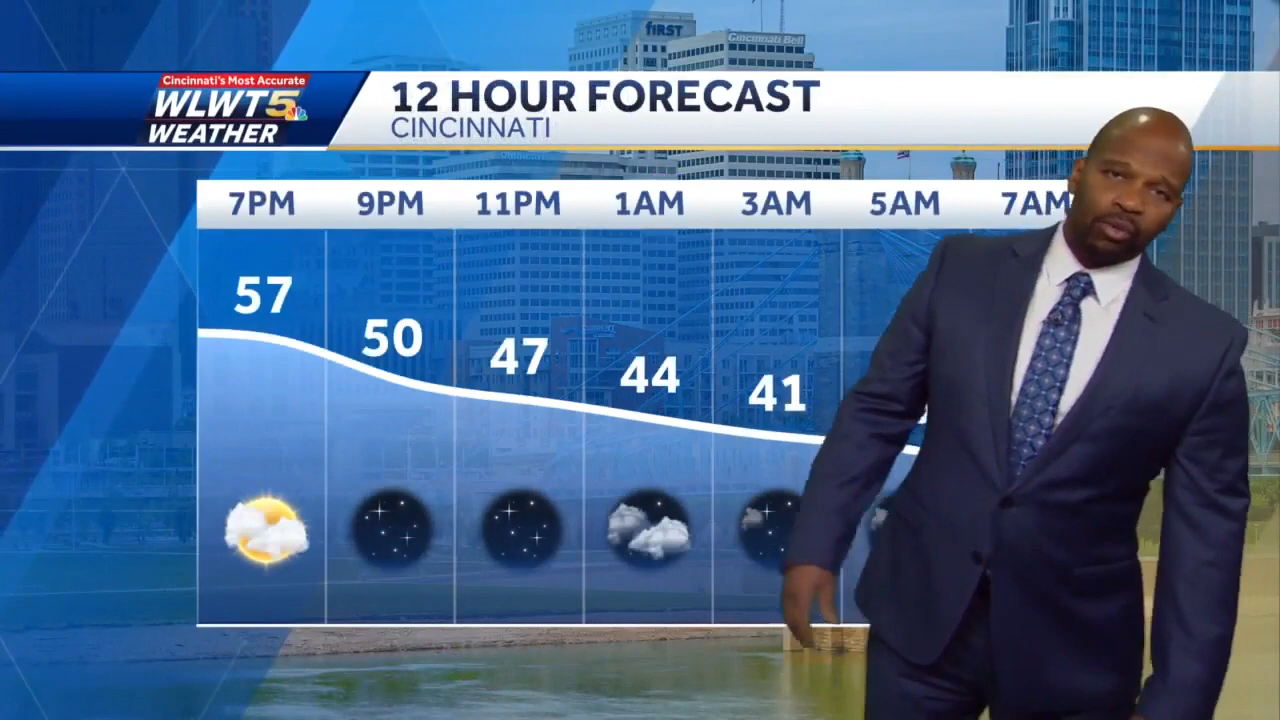 fiRST
Cincinnati Bell
Cincinnati's Most Accurate
WLWT5
WEATHER
12 HOUR FORECAST
CINCINNATI
7PM 9PM 11PM 1AM 3AM 5AM 7AM
57 50 47 44 41